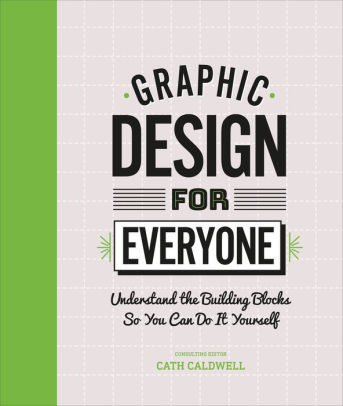 GRAPHIC
DESIGN
FOR
EVERYONE
Understand the Building Blocks
So You Can Do It Yourself
CONSULTING EDITOR
CATH CALDWELL